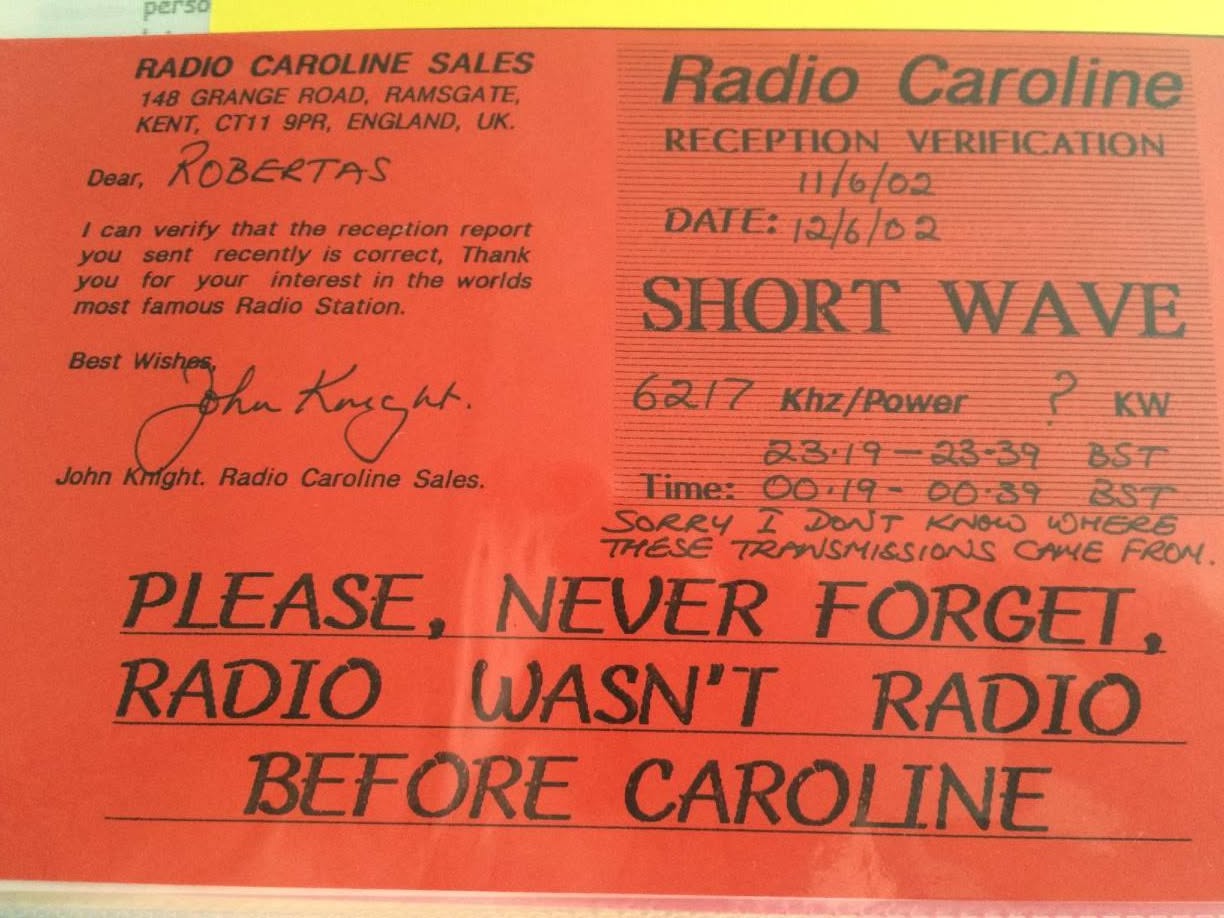 perso
RADIO CAROLINE SALES
148 GRANGE ROAD, RAMSGATE,
KENT, CT11 9PR, ENGLAND, UK.
Dear, ROBERTAS
I can verify that the reception report
you sent recently is correct, Thank
you for your interest in the worlds
most famous Radio Station.
Best Wishes,
John Knight.
John Knight. Radio Caroline Sales.
Radio Caroline
RECEPTION VERIFICATION
11/6/02
DATE: 12/6/02
SHORT WAVE
6217 Khz/Power ? KW
23.19 - 23.39 BST
Time: 00.19 - 00.39 BST
SORRY I DON'T KNOW WHERE
THESE TRANSMISSIONS CAME FROM.
PLEASE, NEVER FORGET,
RADIO WASN'T RADIO
BEFORE CAROLINE